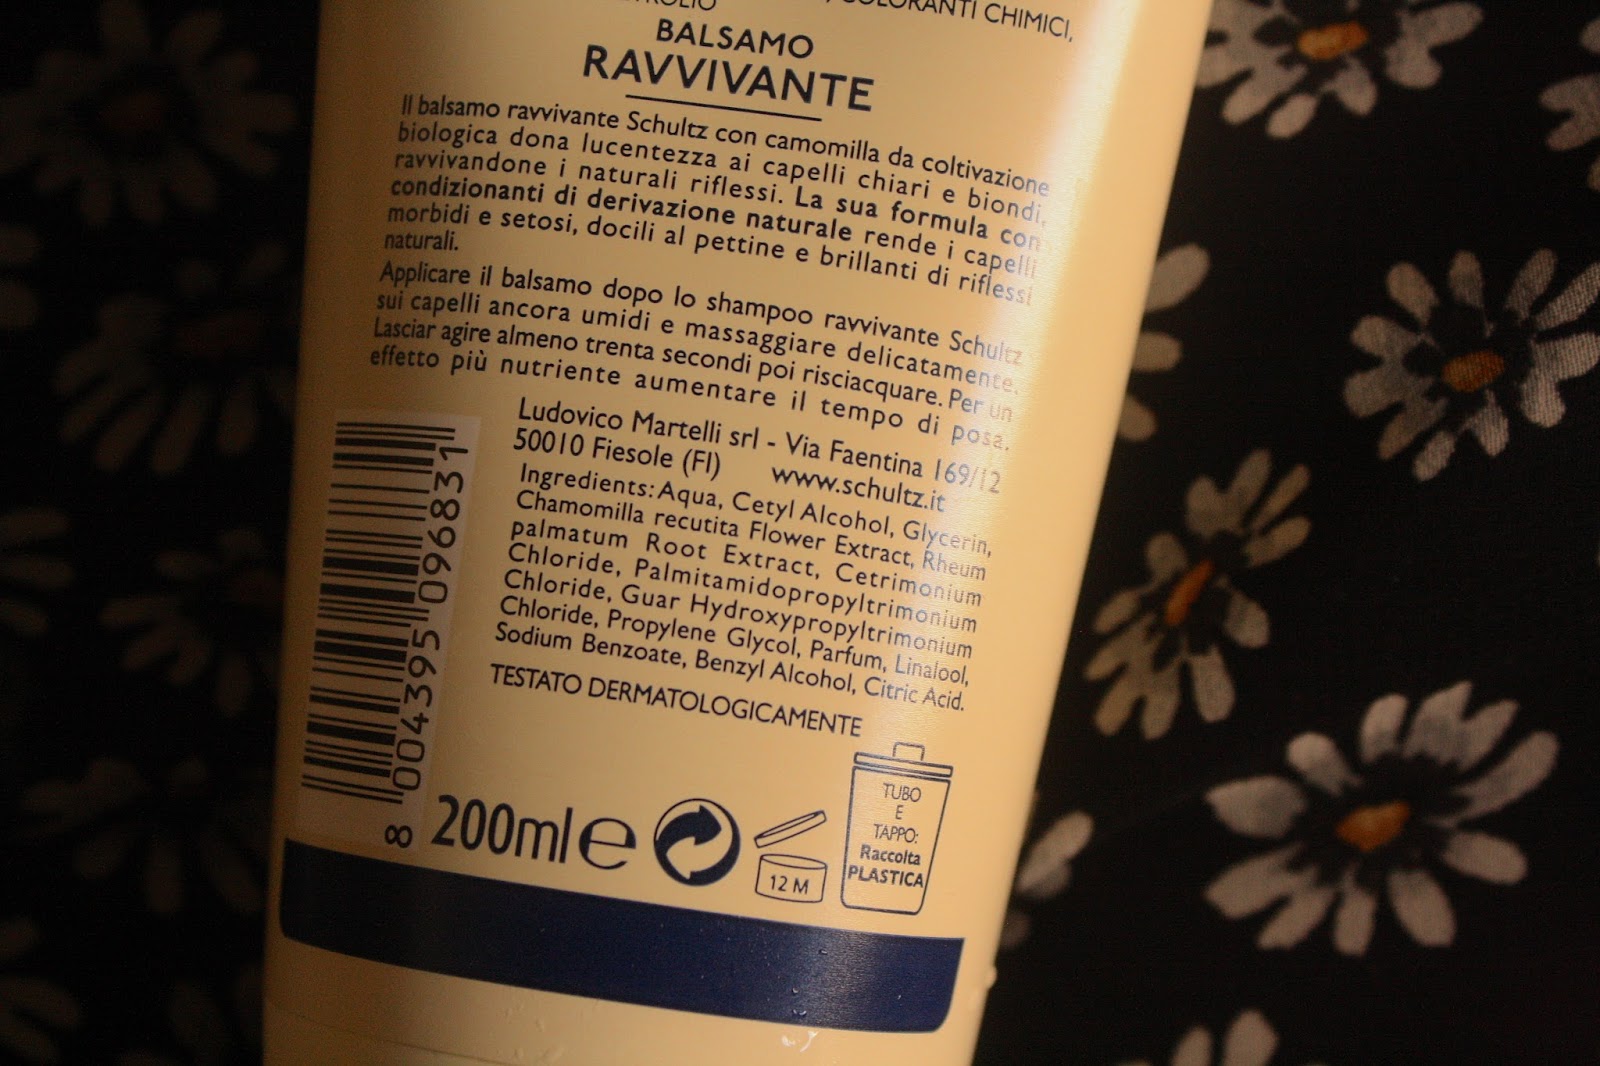 COLORANTI CHIMICI,
BALSAMO
RAVVIVANTE
Il balsamo ravvivante Schultz con camomilla da coltivazione
biologica dona lucentezza ai capelli chiari e biondi,
ravvivandone i naturali riflessi. La sua formula con
condizionanti di derivazione naturale rende i capelli
morbidi e setosi, docili al pettine e brillanti di riflessi
naturali.
Applicare il balsamo dopo lo shampoo ravvivante Schultz
sui capelli ancora umidi e massaggiare delicatamente.
Lasciar agire almeno trenta secondi poi risciacquare. Per un
effetto più nutriente aumentare il tempo di posa.
Ludovico Martelli srl - Via Faentina 169/12
50010 Fiesole (FI) www.schultz.it
Ingredients: Aqua, Cetyl Alcohol, Glycerin,
Chamomilla recutita Flower Extract, Rheum
palmatum Root Extract, Cetrimonium
Chloride, Palmitamidopropyltrimonium
Chloride, Guar Hydroxypropyltrimonium
Chloride, Propylene Glycol, Parfum, Linalool,
Sodium Benzoate, Benzyl Alcohol, Citric Acid.
TESTATO DERMATOLOGICAMENTE
8 004395 096831
200ml e
12 M
TUBO
E
TAPPO:
Raccolta
PLASTICA